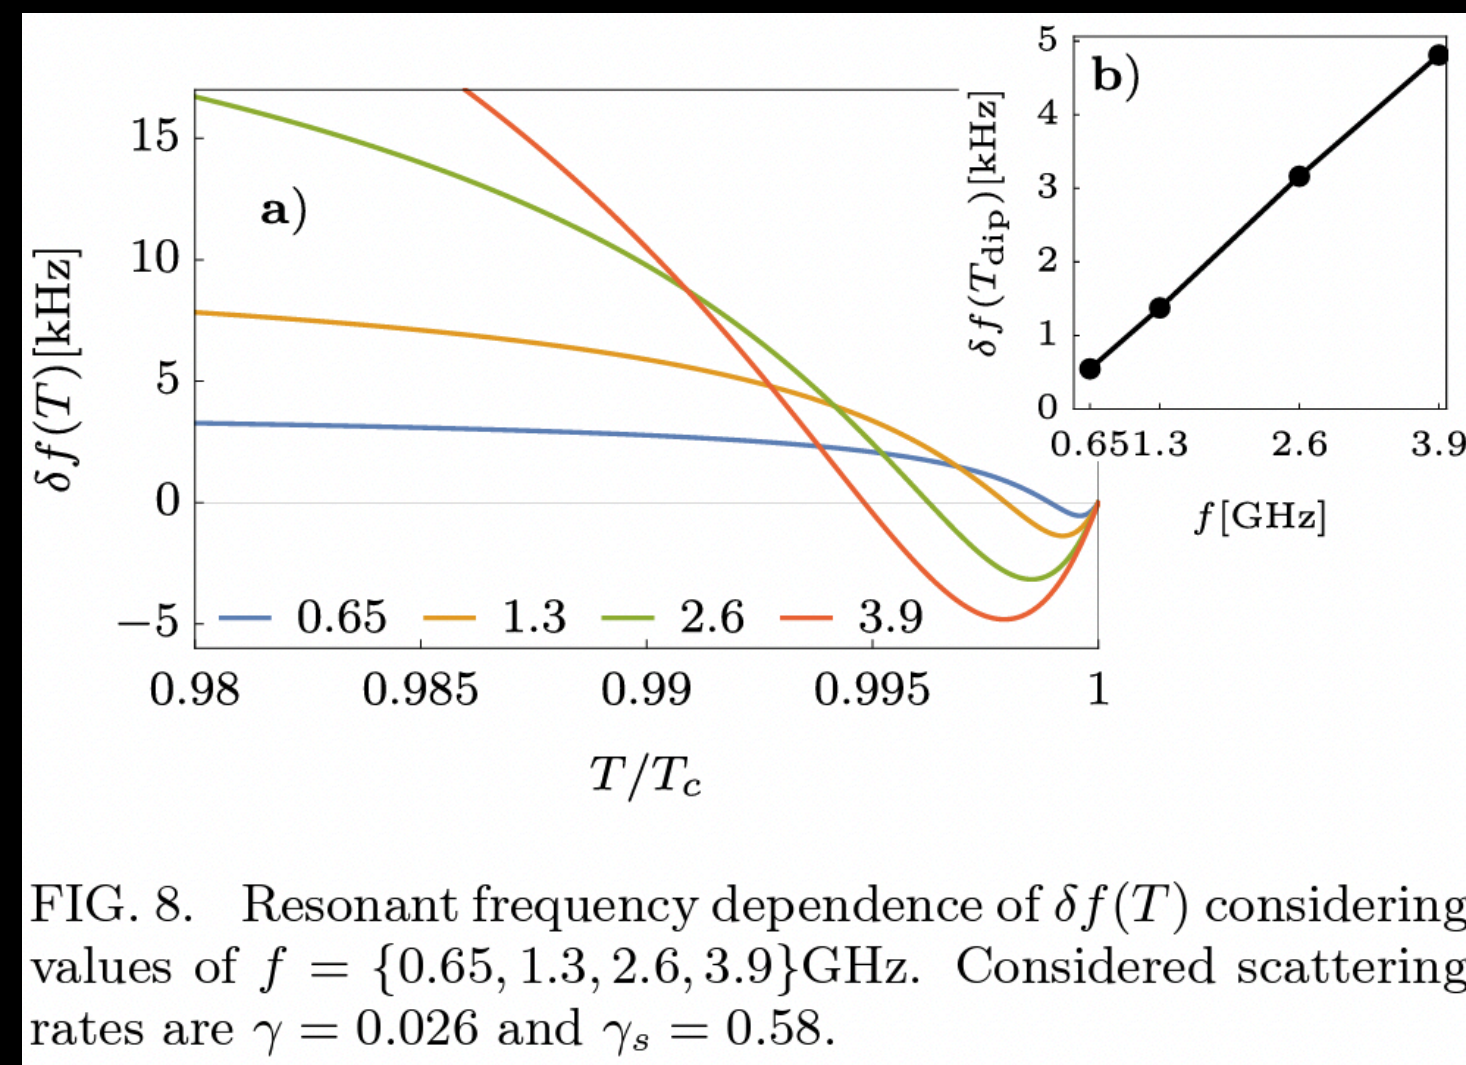 a)
δf(T)[kHz]
15
10
5
0
−5
0.65 1.3 2.6 3.9
0.98 0.985 0.99 0.995 1
T/T_c
b)
δf(T_dip)[kHz]
5
4
3
2
1
0
0.65 1.3 2.6 3.9
f[GHz]
FIG. 8. Resonant frequency dependence of δf(T) considering
values of f = {0.65, 1.3, 2.6, 3.9}GHz. Considered scattering
rates are γ = 0.026 and γ_s = 0.58.